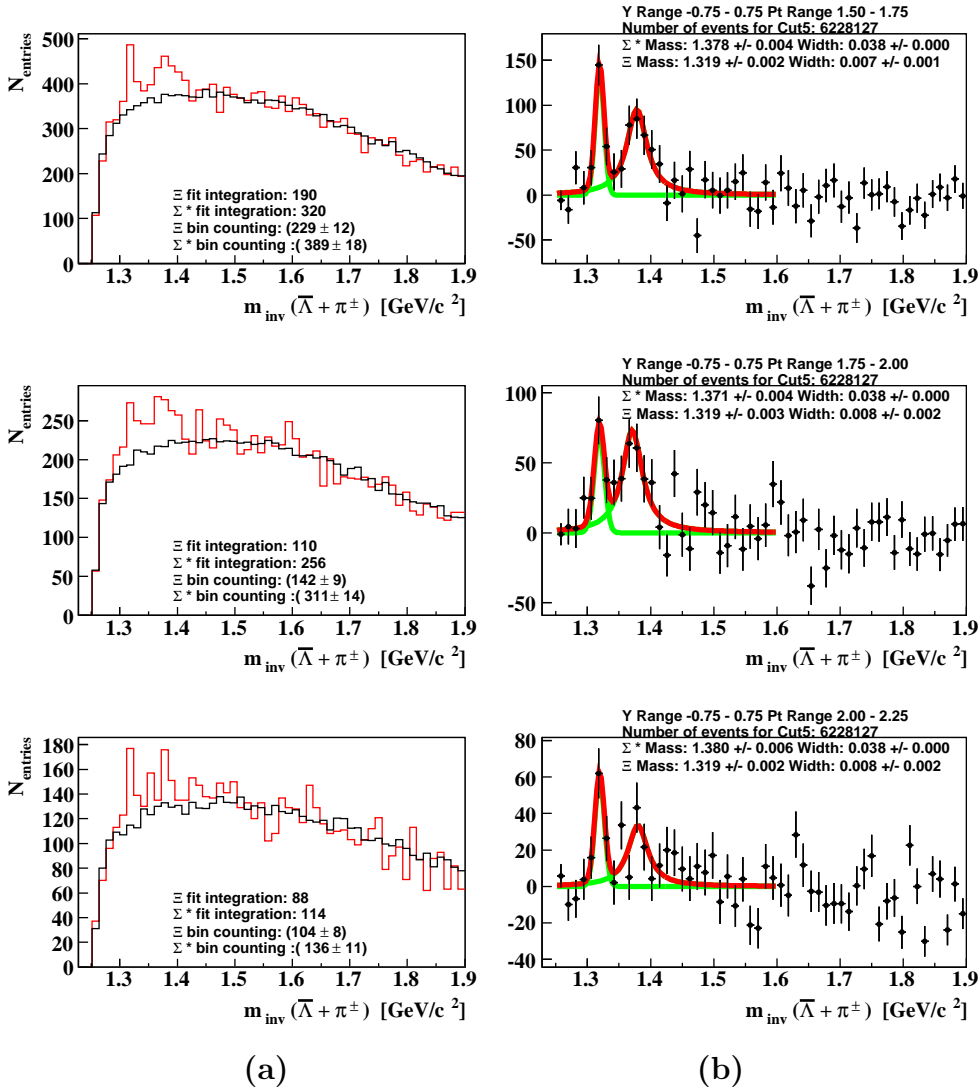 N entries
500
400
300
200
100
0
Ξ fit integration: 190
Σ * fit integration: 320
Ξ bin counting: (229 ± 12)
Σ * bin counting :( 389 ± 18)
1.3 1.4 1.5 1.6 1.7 1.8 1.9
m inv (Λ̅ + π±) [GeV/c 2]
Y Range -0.75 - 0.75 Pt Range 1.50 - 1.75
Number of events for Cut5: 6228127
Σ * Mass: 1.378 +/- 0.004 Width: 0.038 +/- 0.000
Ξ Mass: 1.319 +/- 0.002 Width: 0.007 +/- 0.001
150
100
50
0
-50
1.3 1.4 1.5 1.6 1.7 1.8 1.9
m inv (Λ̅ + π±) [GeV/c 2]
N entries
250
200
150
100
50
0
Ξ fit integration: 110
Σ * fit integration: 256
Ξ bin counting: (142 ± 9)
Σ * bin counting :( 311± 14)
1.3 1.4 1.5 1.6 1.7 1.8 1.9
m inv (Λ̅ + π±) [GeV/c 2]
Y Range -0.75 - 0.75 Pt Range 1.75 - 2.00
Number of events for Cut5: 6228127
Σ * Mass: 1.371 +/- 0.004 Width: 0.038 +/- 0.000
Ξ Mass: 1.319 +/- 0.003 Width: 0.008 +/- 0.002
100
50
0
-50
1.3 1.4 1.5 1.6 1.7 1.8 1.9
m inv (Λ̅ + π±) [GeV/c 2]
N entries
180
160
140
120
100
80
60
40
20
0
Ξ fit integration: 88
Σ * fit integration: 114
Ξ bin counting: (104 ± 8)
Σ * bin counting :( 136 ± 11)
1.3 1.4 1.5 1.6 1.7 1.8 1.9
m inv (Λ̅ + π±) [GeV/c 2]
Y Range -0.75 - 0.75 Pt Range 2.00 - 2.25
Number of events for Cut5: 6228127
Σ * Mass: 1.380 +/- 0.006 Width: 0.038 +/- 0.000
Ξ Mass: 1.319 +/- 0.002 Width: 0.008 +/- 0.002
80
60
40
20
0
-20
-40
1.3 1.4 1.5 1.6 1.7 1.8 1.9
m inv (Λ̅ + π±) [GeV/c 2]
(a) (b)